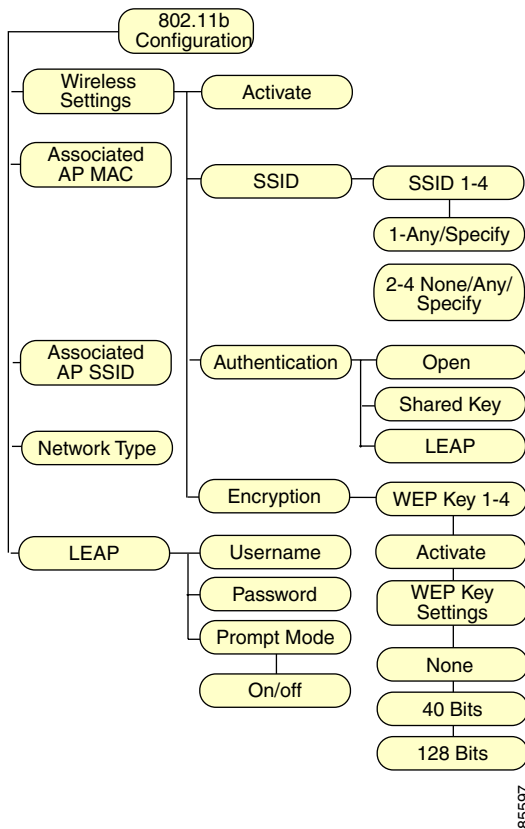 802.11b
Configuration
Wireless
Settings
Activate
Associated
AP MAC
SSID
SSID 1-4
1-Any/Specify
2-4 None/Any/
Specify
Associated
AP SSID
Authentication
Open
Shared Key
LEAP
Network Type
Encryption
WEP Key 1-4
LEAP
Username
Activate
Password
WEP Key
Settings
Prompt Mode
None
On/off
40 Bits
128 Bits
85597